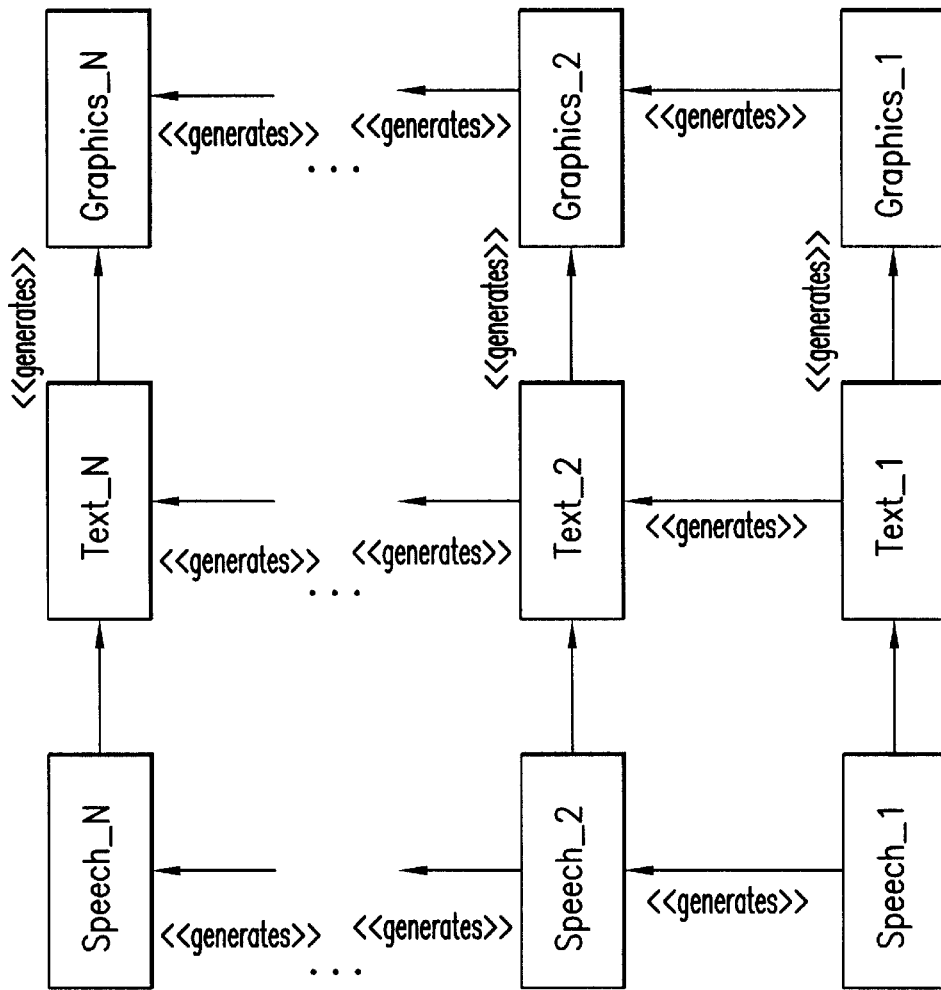 Graphics_N
Text_N
Speech_N
<<generates>>
<<generates>>
<<generates>>
<<generates>>
. . .
. . .
. . .
<<generates>>
<<generates>>
<<generates>>
Graphics_2
Text_2
Speech_2
<<generates>>
<<generates>>
<<generates>>
<<generates>>
Graphics_1
Text_1
Speech_1
<<generates>>